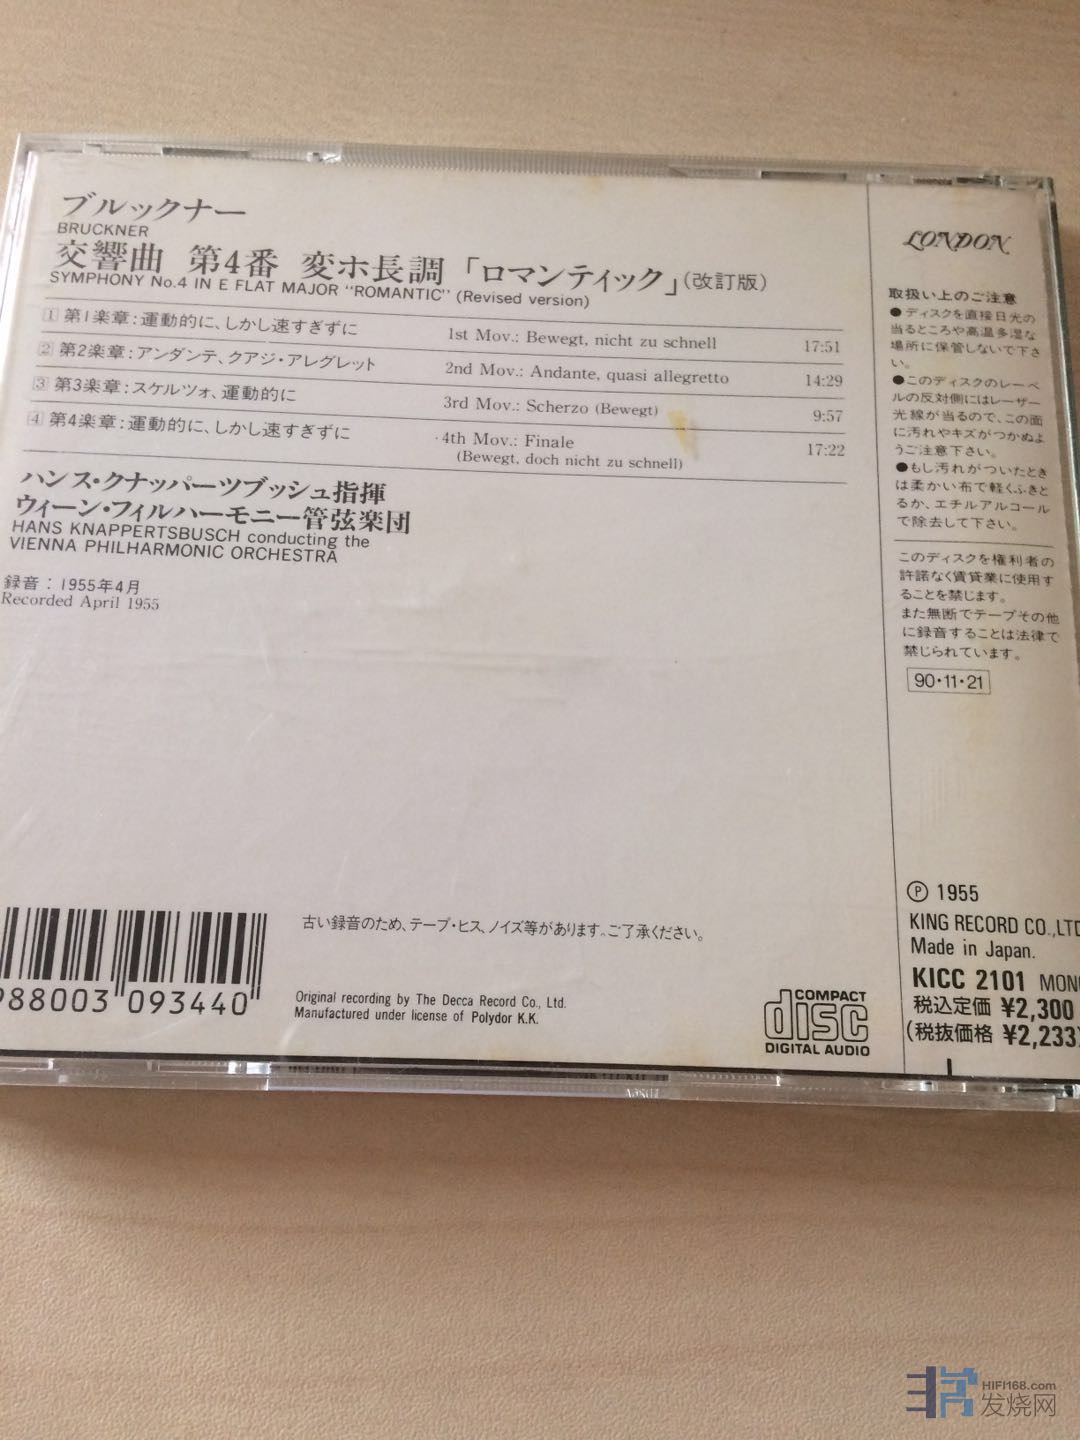 ブルックナー
BRUCKNER
交響曲 第4番 変ホ長調「ロマンティック」(改訂版)
SYMPHONY No.4 IN E FLAT MAJOR "ROMANTIC" (Revised version)
1 第1楽章:運動的に、しかし速すぎずに 1st Mov.: Bewegt, nicht zu schnell 17:51
2 第2楽章:アンダンテ、クアジ・アレグレット 2nd Mov.: Andante, quasi allegretto 14:29
3 第3楽章:スケルツォ、運動的に 3rd Mov.: Scherzo (Bewegt) 9:57
4 第4楽章:運動的に、しかし速すぎずに 4th Mov.: Finale 17:22
(Bewegt, doch nicht zu schnell)
ハンス・クナッパーツブッシュ指揮
ウィーン・フィルハーモニー管弦楽団
HANS KNAPPERTSBUSCH conducting the
VIENNA PHILHARMONIC ORCHESTRA
録音：1955年4月
Recorded April 1955
988003 093440
古い録音のため、テープ・ヒス、ノイズ等があります。ご了承ください。
Original recording by The Decca Record Co., Ltd.
Manufactured under license of Polydor K.K.
COMPACT
disc
DIGITAL AUDIO
LONDON
取扱い上のご注意
●ディスクを直接日光の
当るところや高温多湿な
場所に保管しないで下さ
い。
●このディスクのレーベ
ルの反対側にはレーザー
光線が当るので、この面
に汚れやキズがつかぬよ
うご注意下さい。
●もし汚れがついたとき
は柔かい布で軽くふきと
るか、エチルアルコール
で除去して下さい。
このディスクを権利者の
許諾なく賃貸業に使用す
ることを禁じます。
また無断でテープその他
に録音することは法律で
禁じられています。
90・11・21
Ⓟ 1955
KING RECORD CO.,LTD
Made in Japan.
KICC 2101 MONO
税込定価 ¥2,300
(税抜価格 ¥2,233)
HIFI168.com
发烧网